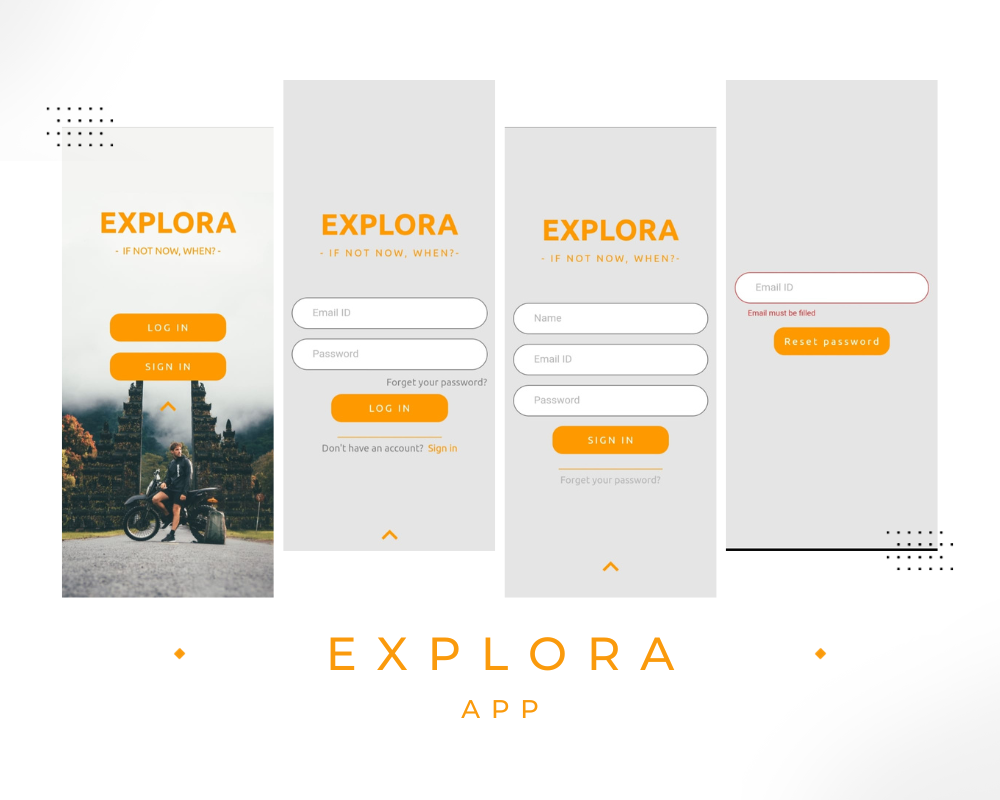 EXPLORA
- IF NOT NOW, WHEN? -
LOG IN
SIGN IN
EXPLORA
- IF NOT NOW, WHEN?-
Email ID
Password
Forget your password?
LOG IN
Don't have an account? Sign in
EXPLORA
- IF NOT NOW, WHEN?-
Name
Email ID
Password
SIGN IN
Forget your password?
Email ID
Email must be filled
Reset password
EXPLORA
APP